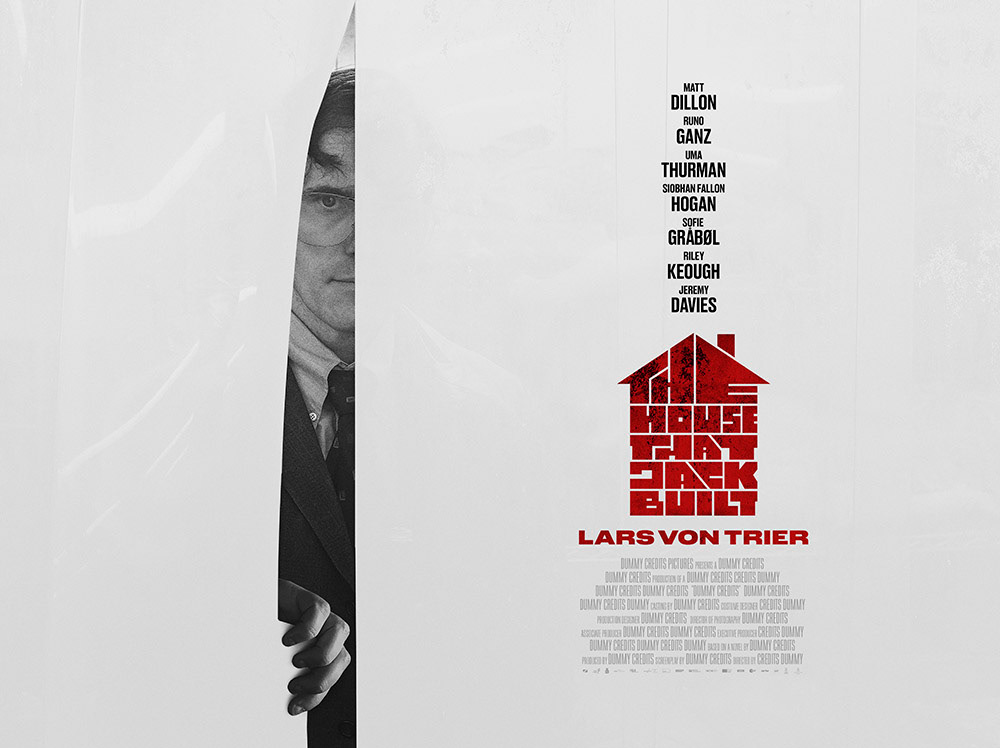 MATT
DILLON
RUNO
GANZ
UMA
THURMAN
SIOBHAN FALLON
HOGAN
SOFIE
GRÅBØL
RILEY
KEOUGH
JEREMY
DAVIES
THE
HOUSE
THAT
JACK
BUILT
LARS VON TRIER
DUMMY CREDITS PICTURES PRESENTS A DUMMY CREDITS
DUMMY CREDITS PRODUCTION OF A DUMMY CREDITS CREDITS DUMMY
DUMMY CREDITS DUMMY CREDITS "DUMMY CREDITS" DUMMY CREDITS
DUMMY CREDITS DUMMY CASTING BY DUMMY CREDITS COSTUME DESIGNER CREDITS DUMMY
PRODUCTION DESIGNER DUMMY CREDITS DIRECTOR OF PHOTOGRAPHY DUMMY CREDITS
ASSOCIATE PRODUCER DUMMY CREDITS DUMMY CREDITS EXECUTIVE PRODUCER CREDITS DUMMY
DUMMY CREDITS DUMMY CREDITS DUMMY BASED ON A NOVEL BY DUMMY CREDITS
PRODUCED BY DUMMY CREDITS SCREENPLAY BY DUMMY CREDITS DIRECTED BY CREDITS DUMMY